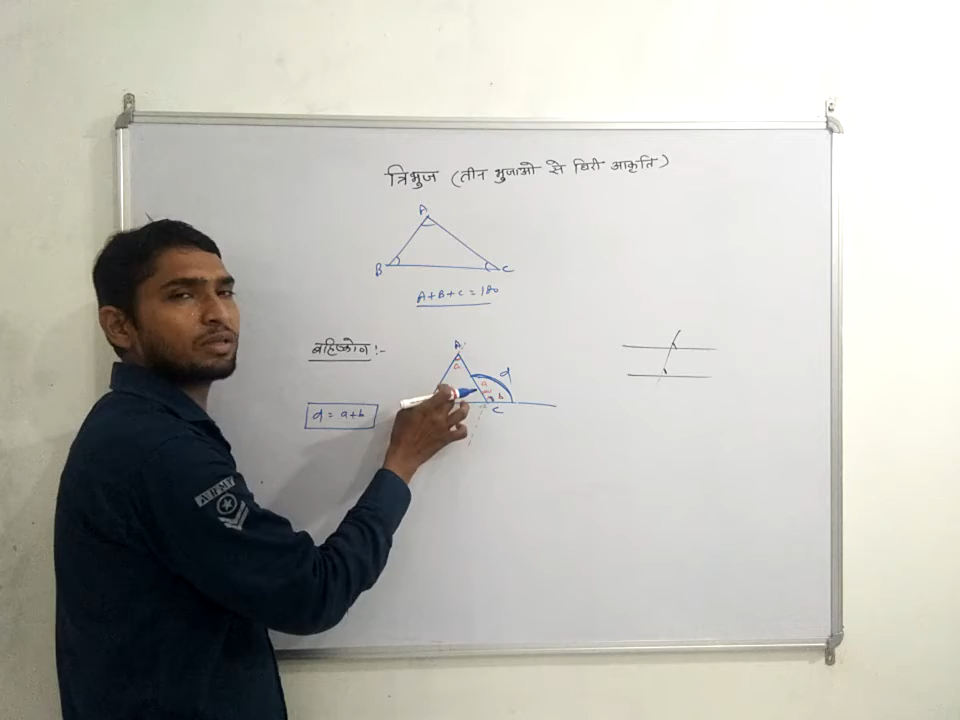 त्रिभुज (तीन भुजाओ से घिरी आकृति)
A
B C
A+B+C = 180
बहिष्कोण :-
A
a
d
a
b
C
d = a+b
ARMY